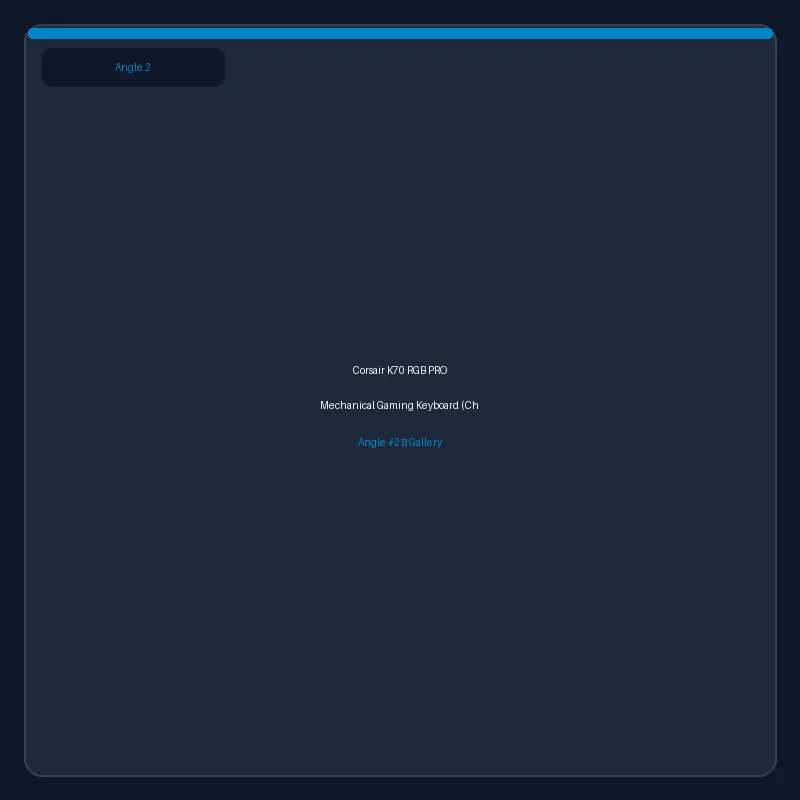 Angle 2
Corsair K70 RGB PRO
Mechanical Gaming Keyboard (Ch
Angle #2 ▯ Gallery